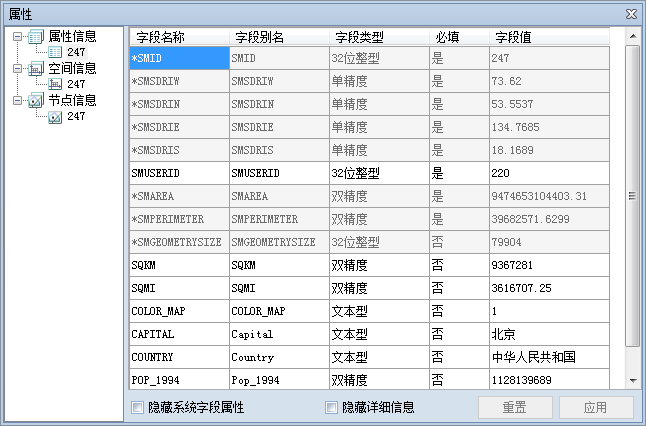 属性
属性信息
247
空间信息
247
节点信息
247
字段名称 字段别名 字段类型 必填 字段值
*SMID SMID 32位整型 是 247
*SMSDRIW SMSDRIW 单精度 是 73.62
*SMSDRIN SMSDRIN 单精度 是 53.5537
*SMSDRIE SMSDRIE 单精度 是 134.7685
*SMSDRIS SMSDRIS 单精度 是 18.1689
SMUSERID SMUSERID 32位整型 是 220
*SMAREA SMAREA 双精度 是 9474653104403.31
*SMPERIMETER SMPERIMETER 双精度 是 39682571.6299
*SMGEOMETRYSIZE SMGEOMETRYSIZE 32位整型 否 79904
SQKM SQKM 双精度 否 9367281
SQMI SQMI 双精度 否 3616707.25
COLOR_MAP COLOR_MAP 文本型 否 1
CAPITAL Capital 文本型 否 北京
COUNTRY Country 文本型 否 中华人民共和国
POP_1994 Pop_1994 双精度 否 1128139689
隐藏系统字段属性 隐藏详细信息 重置 应用